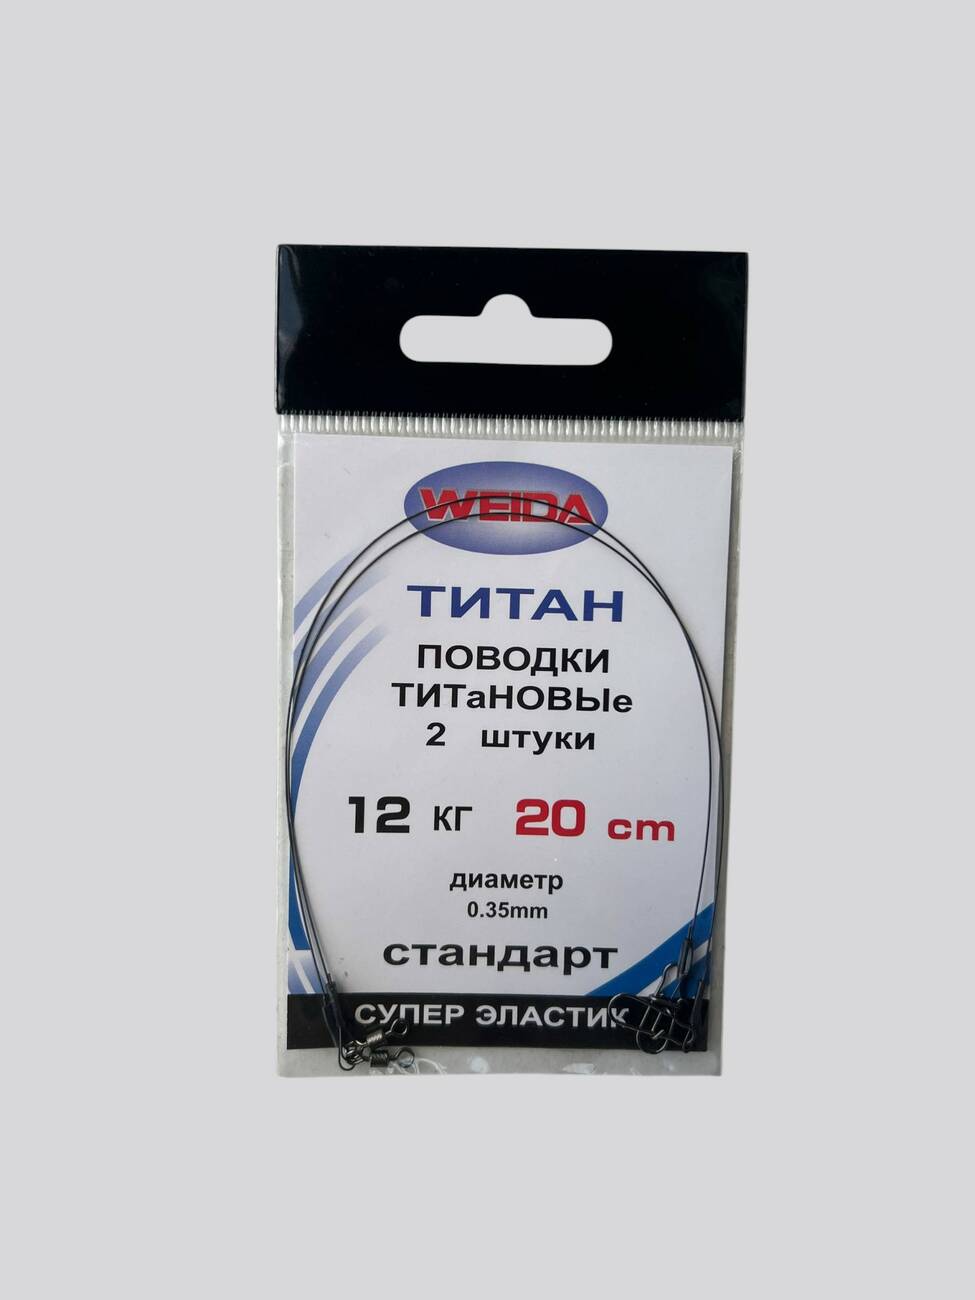 WEIDA
ТИТАН
ПОВОДКИ
ТИТаНОВЫе
2 штуки
12 кг 20 cm
диаметр
0.35mm
стандарт
СУПЕР ЭЛАСТИК